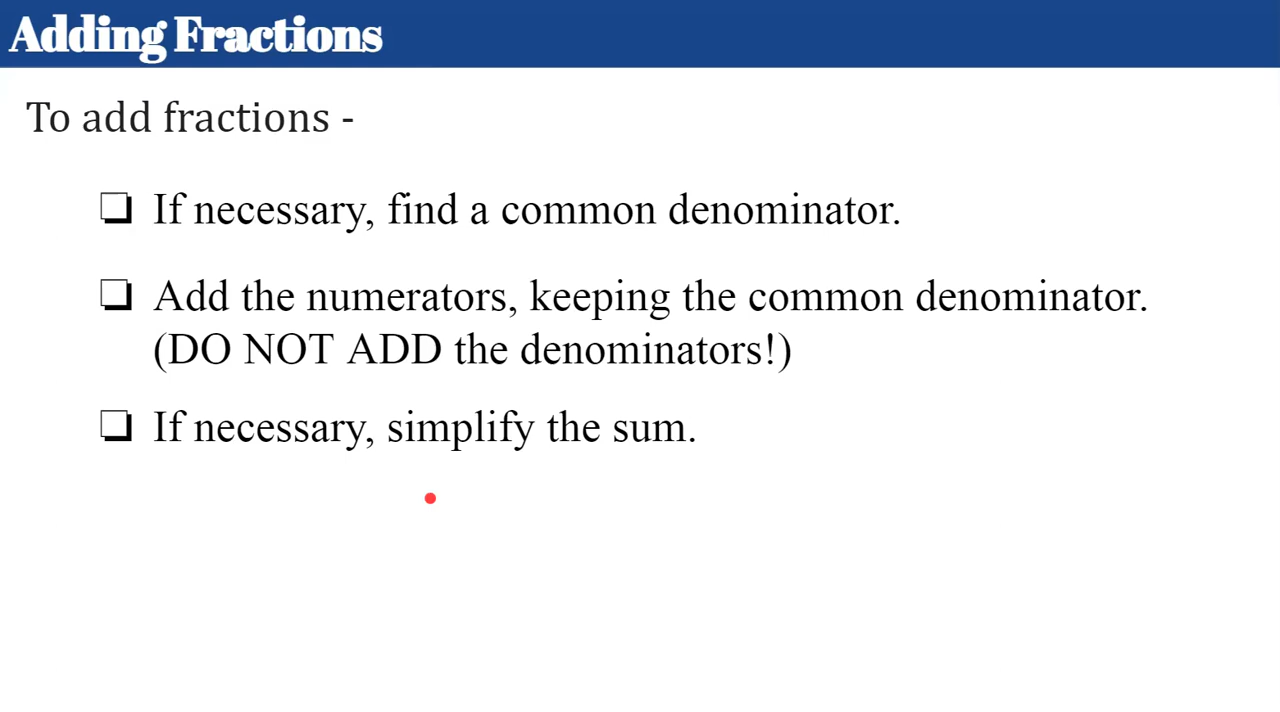 Adding Fractions
To add fractions -
❏ If necessary, find a common denominator.
❏ Add the numerators, keeping the common denominator.
(DO NOT ADD the denominators!)
❏ If necessary, simplify the sum.